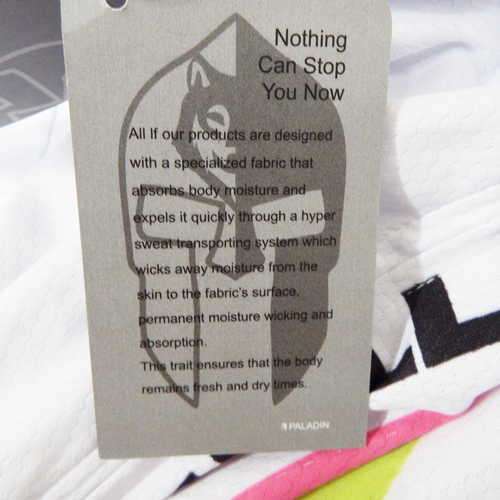 Nothing
Can Stop
You Now
All If our products are designed
with a specialized fabric that
absorbs body moisture and
expels it quickly through a hyper
sweat transporting system which
wicks away moisture from the
skin to the fabric's surface.
permanent moisture wicking and
absorption.
This trait ensures that the body
remains fresh and dry times.
PALADIN